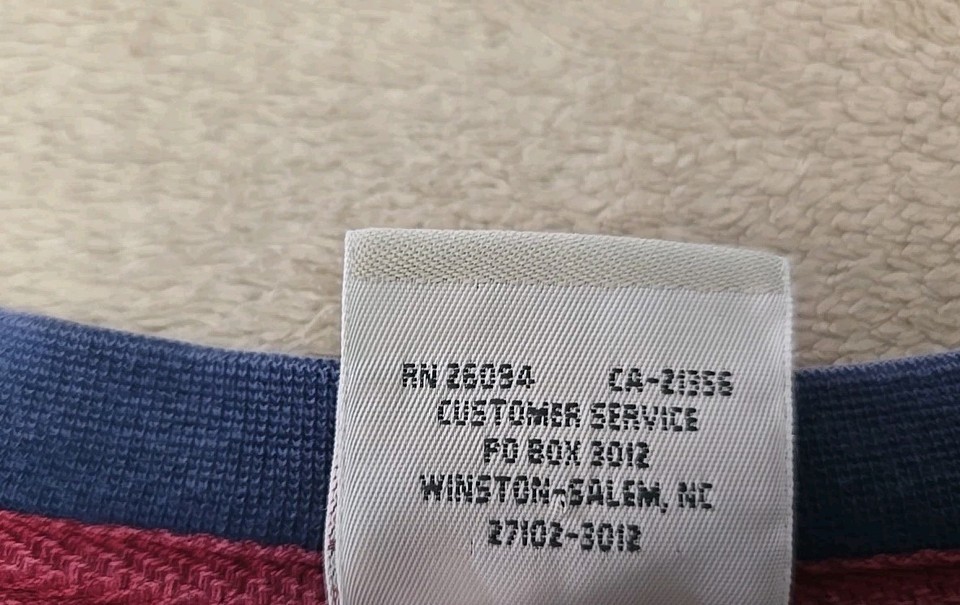 RN 26094 CA-21356
CUSTOMER SERVICE
PO BOX 3012
WINSTON-SALEM, NC
27102-3012